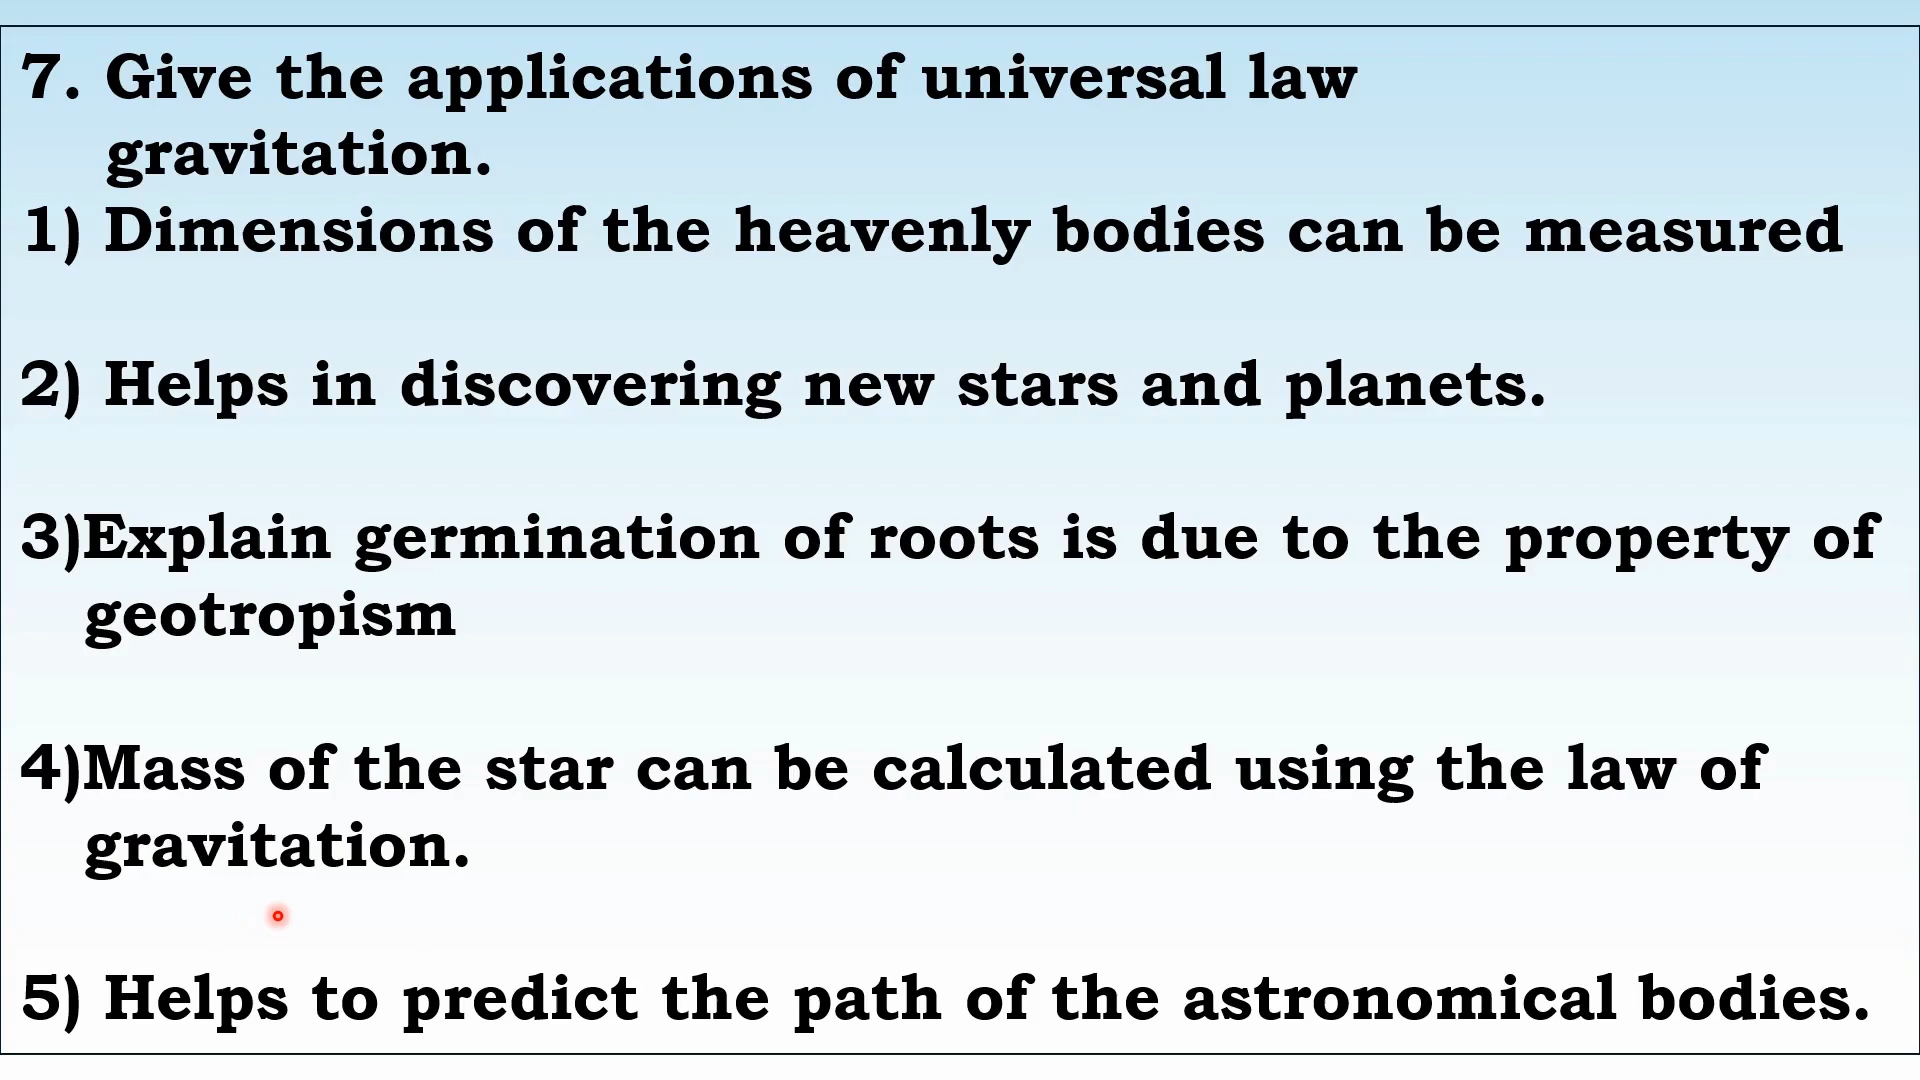 7. Give the applications of universal law
gravitation.
1) Dimensions of the heavenly bodies can be measured
2) Helps in discovering new stars and planets.
3)Explain germination of roots is due to the property of
geotropism
4)Mass of the star can be calculated using the law of
gravitation.
5) Helps to predict the path of the astronomical bodies.